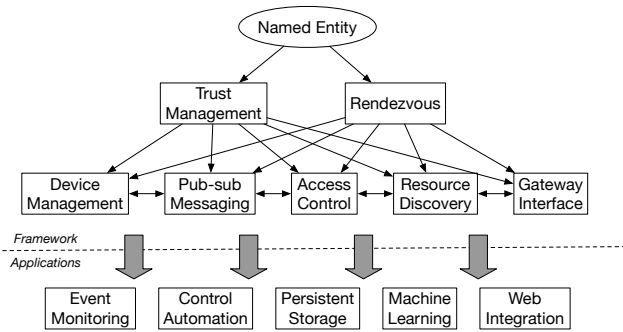 Named Entity
Trust
Management
Rendezvous
Device
Management
Pub-sub
Messaging
Access
Control
Resource
Discovery
Gateway
Interface
Framework
Applications
Event
Monitoring
Control
Automation
Persistent
Storage
Machine
Learning
Web
Integration